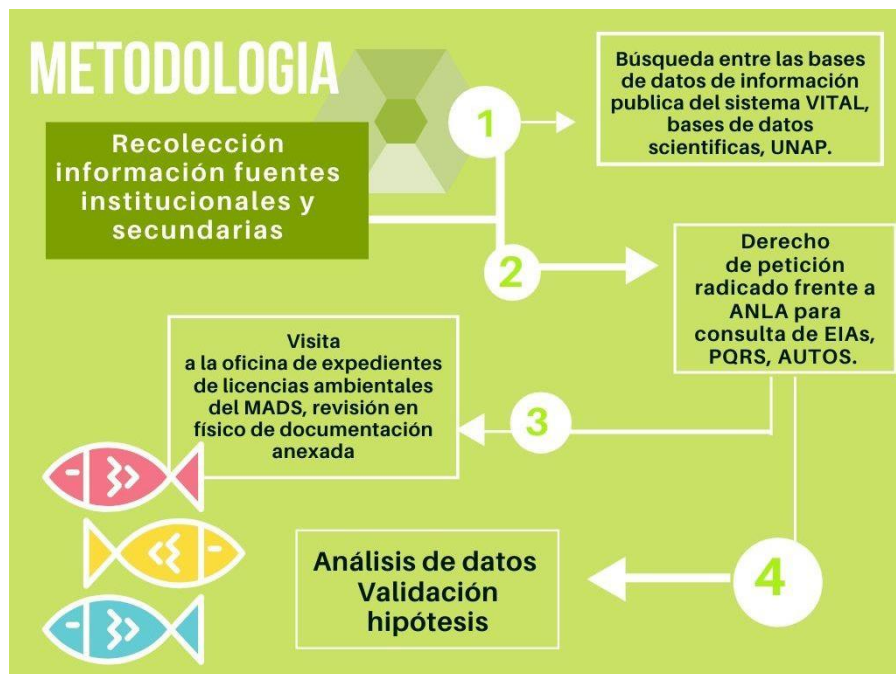 METODOLOGIA
Recolección
información fuentes
institucionales y
secundarias
1
Búsqueda entre las bases
de datos de información
publica del sistema VITAL,
bases de datos
scientificas, UNAP.
2
Derecho
de petición
radicado frente a
ANLA para
consulta de EIAs,
PQRS, AUTOS.
3
Visita
a la oficina de expedientes
de licencias ambientales
del MADS, revisión en
físico de documentación
anexada
4
Análisis de datos
Validación
hipótesis